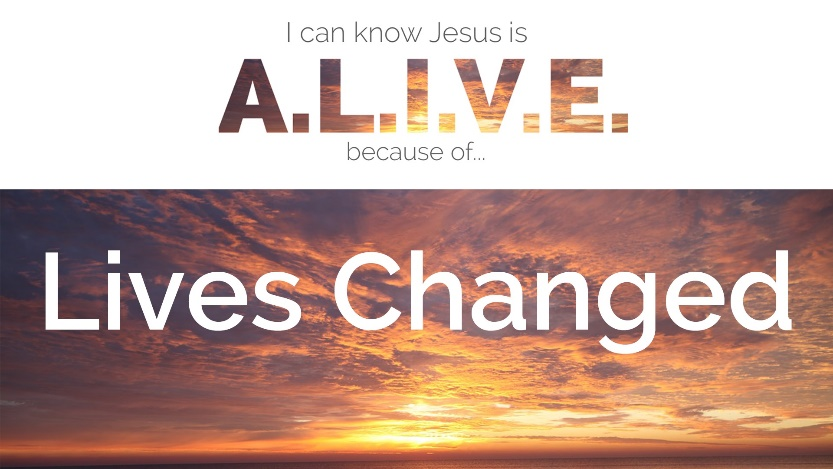 I can know Jesus is
A.L.I.V.E.
because of...
Lives Changed